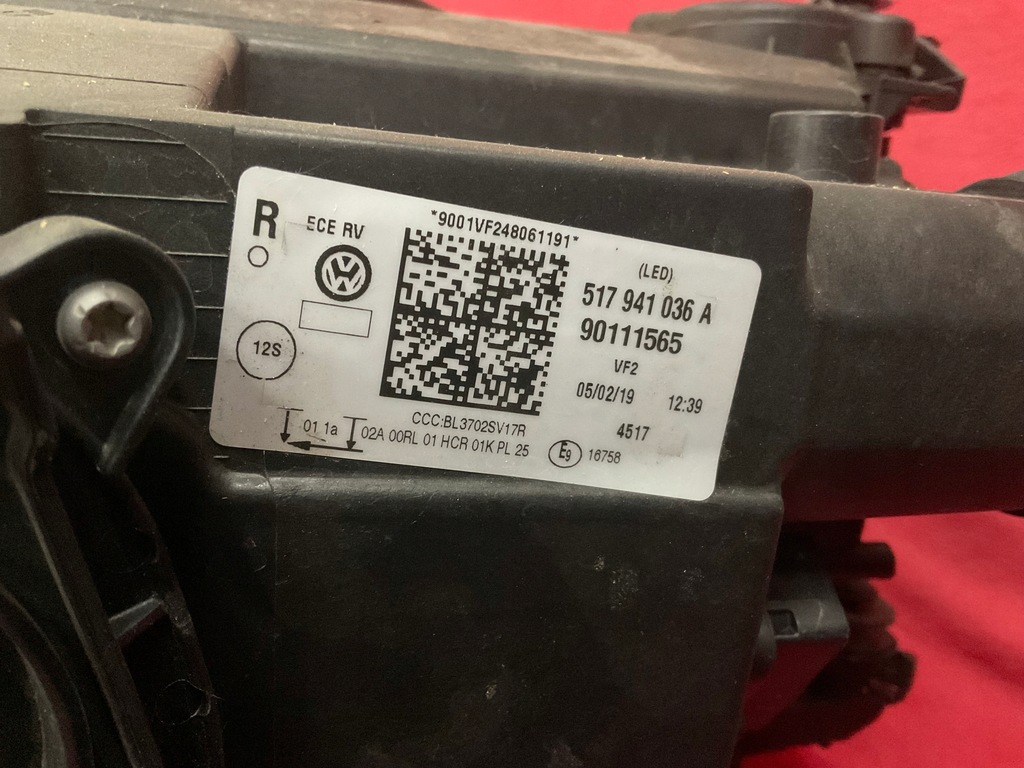 R
ECE RV
*9001VF248061191*
(LED)
517 941 036 A
90111565
VF2
05/02/19 12:39
4517
12S
CCC:BL3702SV17R
01 1a 02A 00RL 01 HCR 01K PL 25
E9 16758